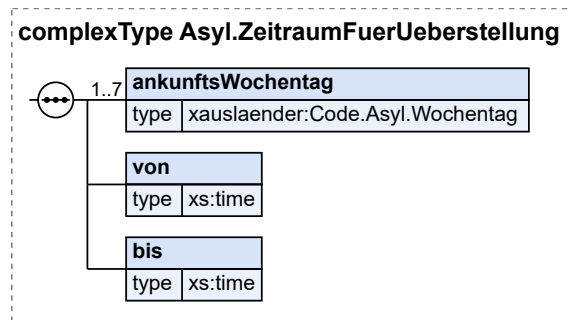 complexType Asyl.ZeitraumFuerUeberstellung
1..7 ankunftsWochentag
type xauslaender:Code.Asyl.Wochentag
von
type xs:time
bis
type xs:time